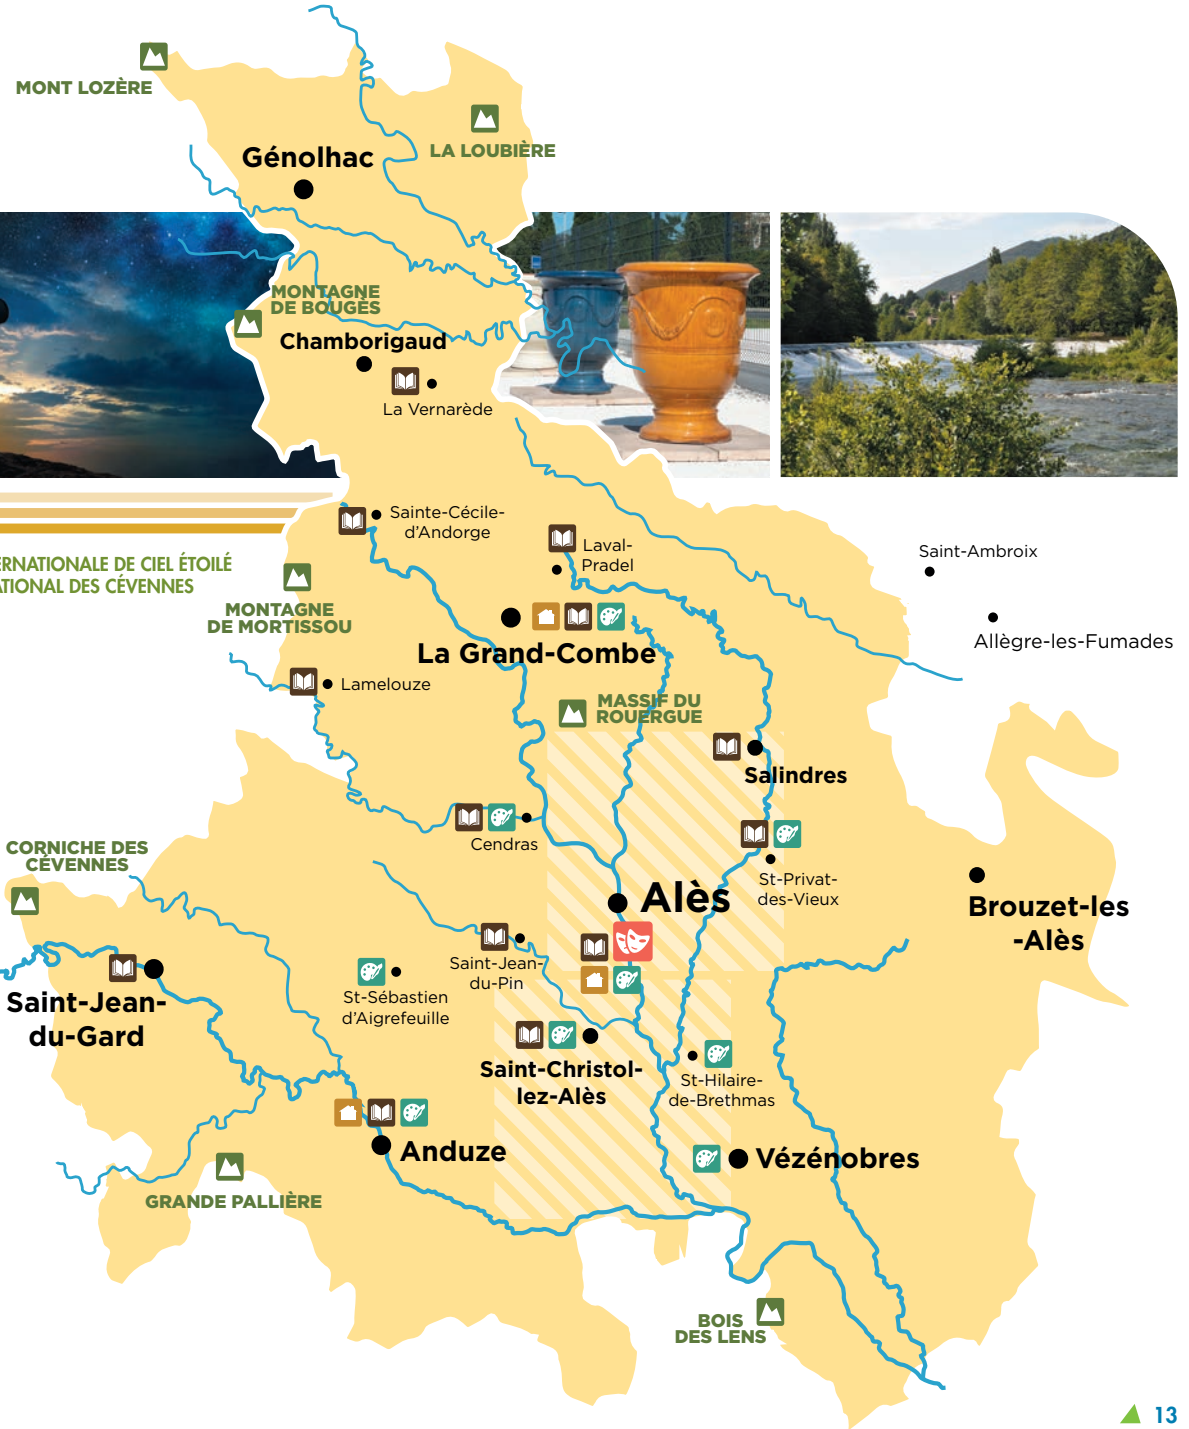 MONT LOZÈRE
Génolhac
LA LOUBIÈRE
MONTAGNE
DE BOUGÈS
Chamborigaud
La Vernarède
Sainte-Cécile-
d’Andorge
Laval-
Pradel
Saint-Ambroix
ERNATIONALE DE CIEL ÉTOILÉ
ATIONAL DES CÉVENNES
MONTAGNE
DE MORTISSOU
Allègre-les-Fumades
La Grand-Combe
Lamelouze
MASSIF DU
ROUERGUE
Salindres
Cendras
CORNICHE DES
CÉVENNES
St-Privat-
des-Vieux
Alès
Brouzet-les
-Alès
Saint-Jean-
du-Pin
St-Sébastien
d’Aigrefeuille
Saint-Jean-
du-Gard
Saint-Christol-
lez-Alès
St-Hilaire-
de-Brethmas
Anduze
Vézénobres
GRANDE PALLIÈRE
BOIS
DES LENS
13